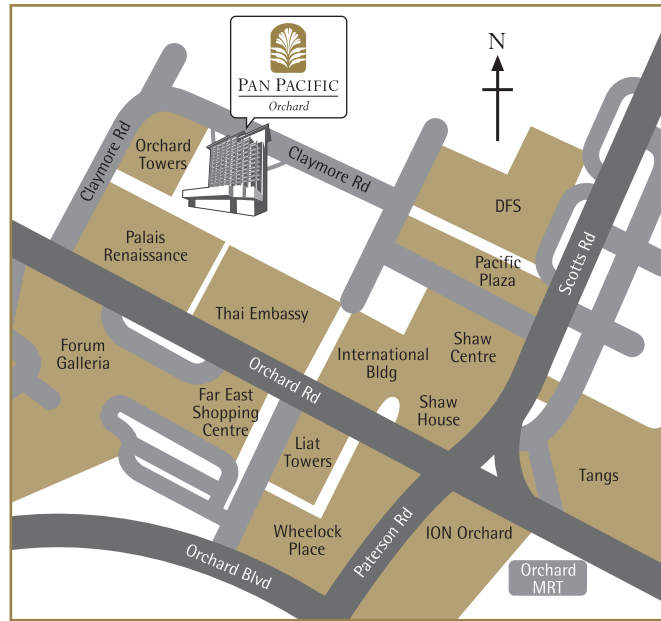 PAN PACIFIC
Orchard
N
Claymore Rd
Orchard
Towers
Claymore Rd
DFS
Scotts Rd
Palais
Renaissance
Pacific
Plaza
Thai Embassy
Forum
Galleria
International
Bldg
Shaw
Centre
Orchard Rd
Far East
Shopping
Centre
Shaw
House
Liat
Towers
Tangs
Wheelock
Place
Paterson Rd
ION Orchard
Orchard Blvd
Orchard
MRT